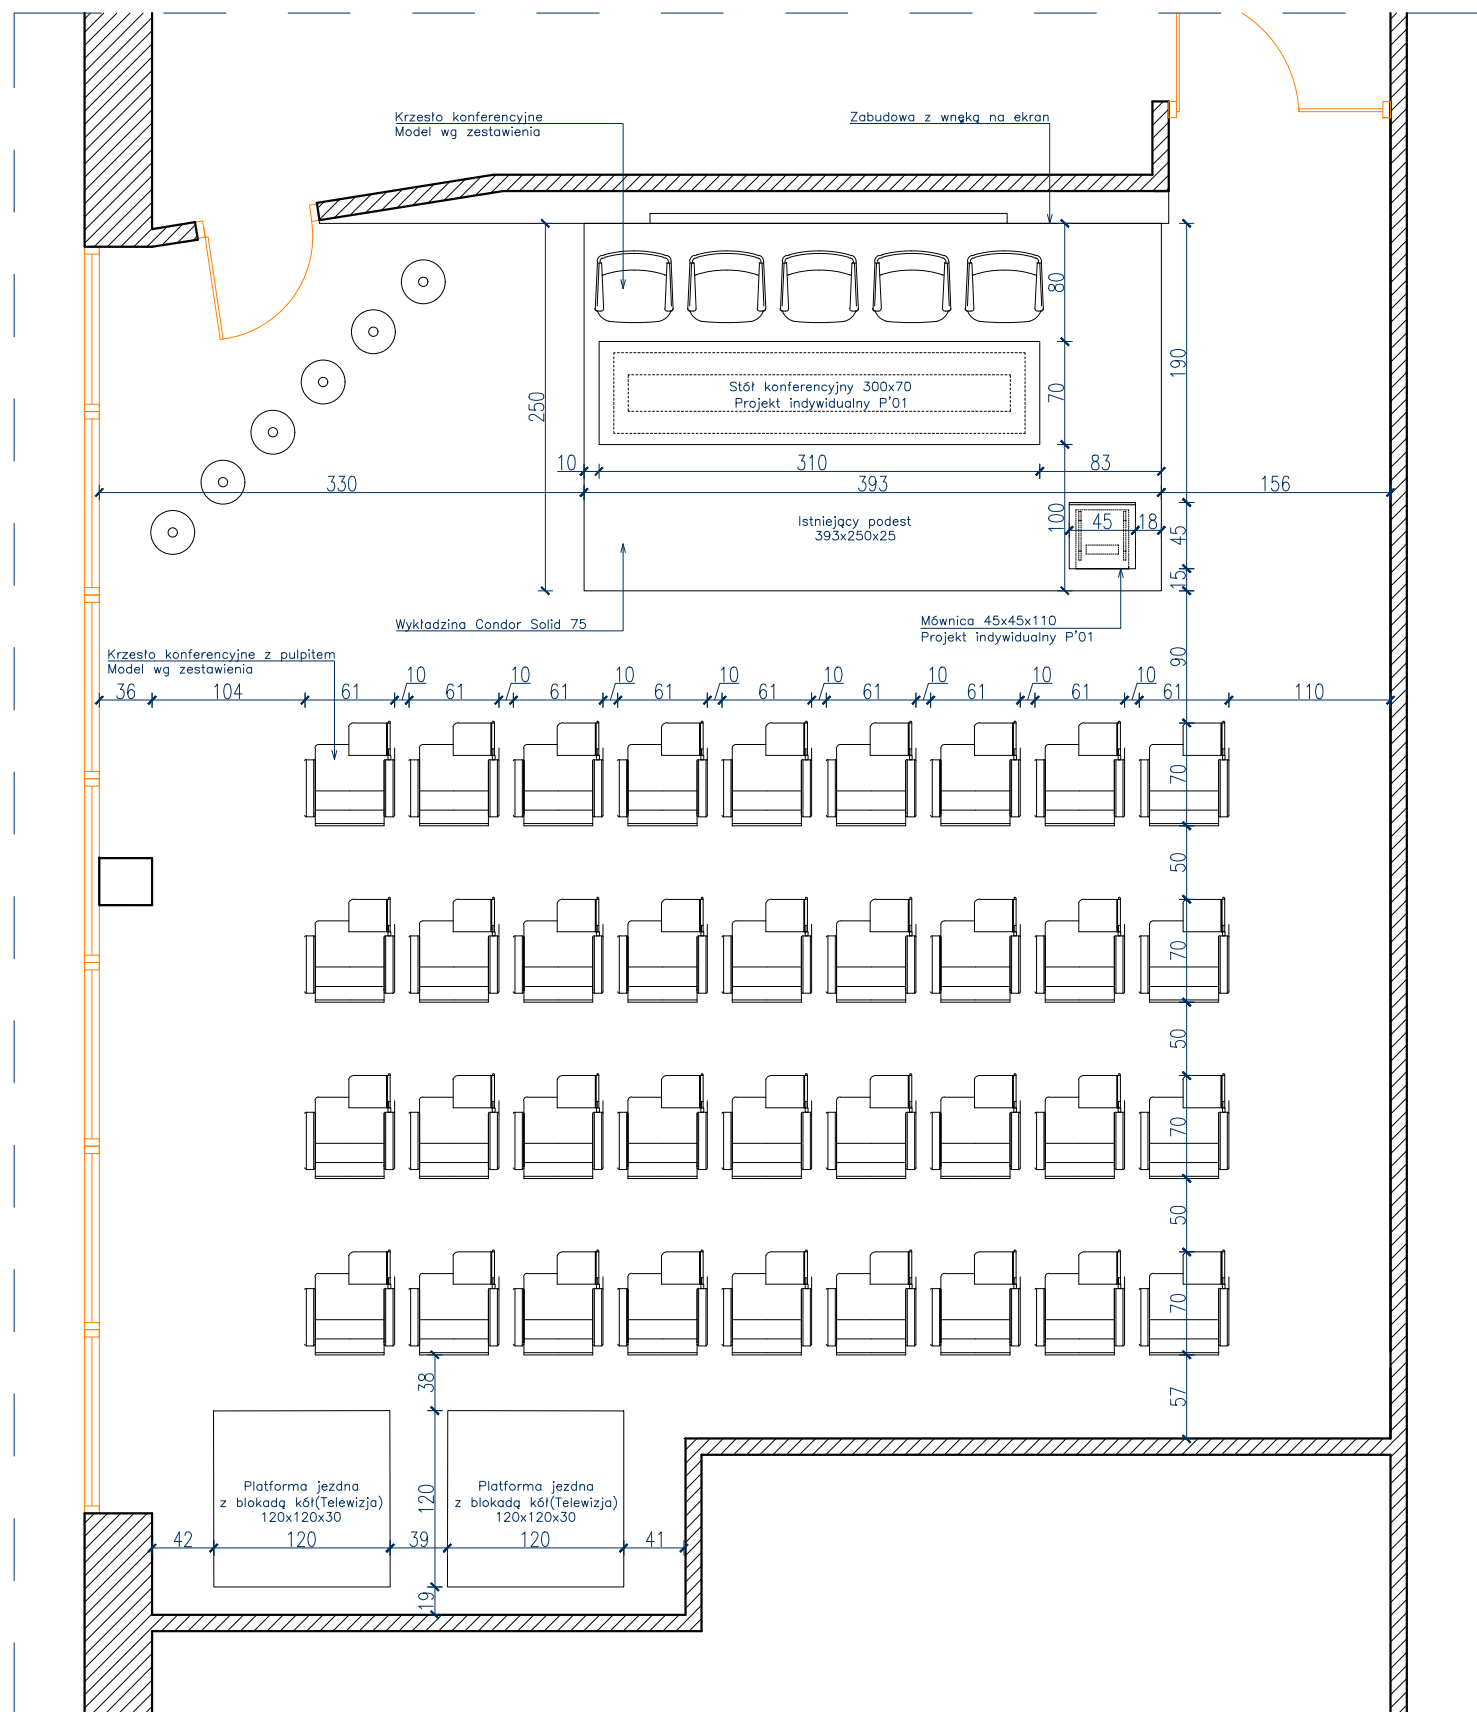 Krzesło konferencyjne
Model wg zestawienia
Zabudowa z wnęką na ekran
80
190
250
Stół konferencyjny 300x70
Projekt indywidualny P'01
70
10
310
83
330
393
156
100
45
18
45
Istniejący podest
393x250x25
15
Wykładzina Condor Solid 75
Mównica 45x45x110
Projekt indywidualny P'01
90
Krzesło konferencyjne z pulpitem
Model wg zestawienia
10 10 10 10 10 10 10 10
36 104 61 61 61 61 61 61 61 61 61 110
70
50
70
50
70
50
70
38
57
Platforma jezdna
z blokadą kół(Telewizja)
120x120x30
120
Platforma jezdna
z blokadą kół(Telewizja)
120x120x30
42 120 39 120 41
19